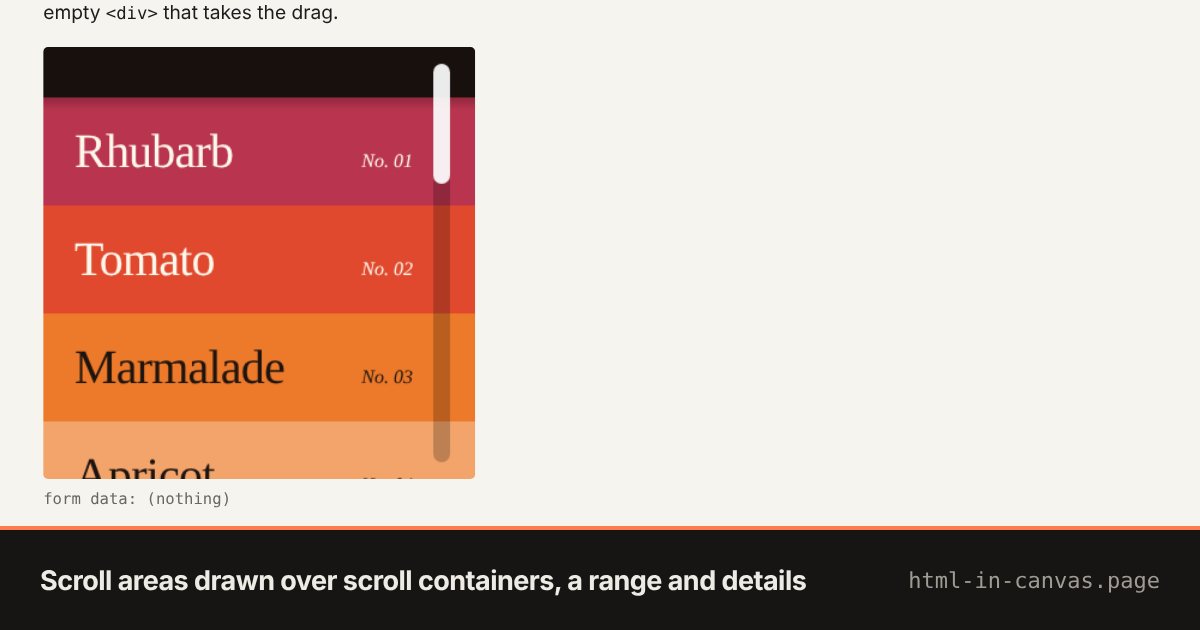 empty <div> that takes the drag.
Rhubarb No. 01
Tomato No. 02
Marmalade No. 03
Apricot
form data: (nothing)
Scroll areas drawn over scroll containers, a range and details
html-in-canvas.page